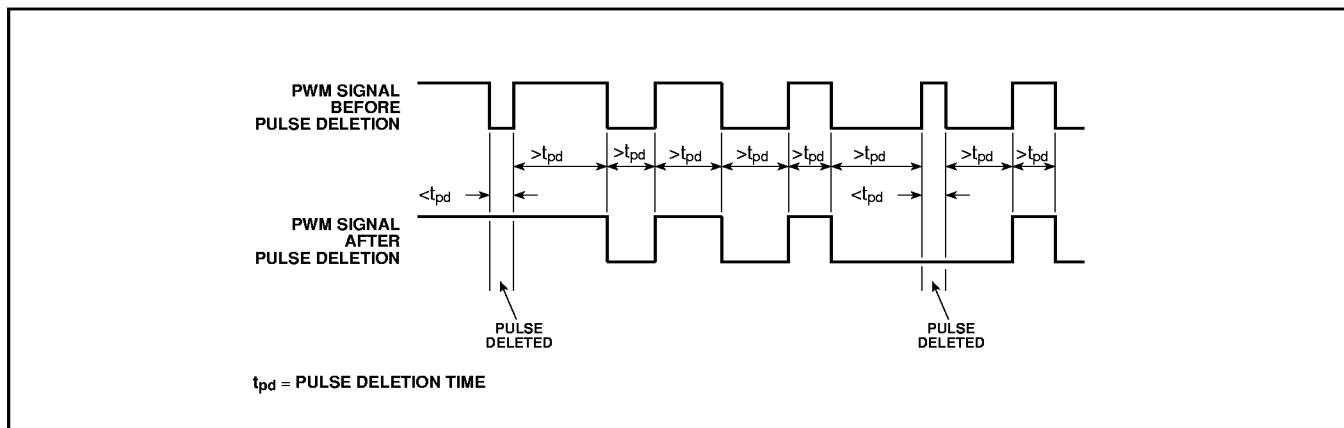 PWM SIGNAL
BEFORE
PULSE DELETION
>tpd >tpd >tpd >tpd >tpd >tpd >tpd >tpd
<tpd <tpd
PWM SIGNAL
AFTER
PULSE DELETION
PULSE
DELETED
PULSE
DELETED
tpd = PULSE DELETION TIME